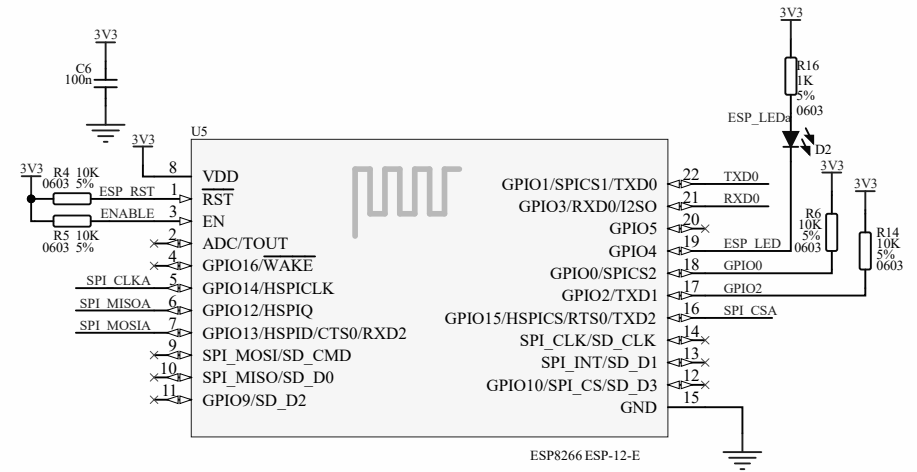 3V3
C6
100n
3V3
R16
1K
5%
0603
ESP_LEDa
D2
U5
3V3
8 VDD
3V3
R4 10K
0603 5%
ESP_RST
1 RST
ENABLE
3 EN
R5 10K
0603 5%
2 ADC/TOUT
4 GPIO16/WAKE
SPI_CLKA 5 GPIO14/HSPICLK
SPI_MISOA 6 GPIO12/HSPIQ
SPI_MOSIA 7 GPIO13/HSPID/CTS0/RXD2
9 SPI_MOSI/SD_CMD
10 SPI_MISO/SD_D0
11 GPIO9/SD_D2
GPIO1/SPICS1/TXD0 22 TXD0
GPIO3/RXD0/I2SO 21 RXD0
GPIO5 20
GPIO4 19 ESP_LED
GPIO0/SPICS2 18 GPIO0
GPIO2/TXD1 17 GPIO2
GPIO15/HSPICS/RTS0/TXD2 16 SPI_CSA
SPI_CLK/SD_CLK 14
SPI_INT/SD_D1 13
GPIO10/SPI_CS/SD_D3 12
GND 15
3V3
R6
10K
5%
0603
3V3
R14
10K
5%
0603
ESP8266 ESP-12-E